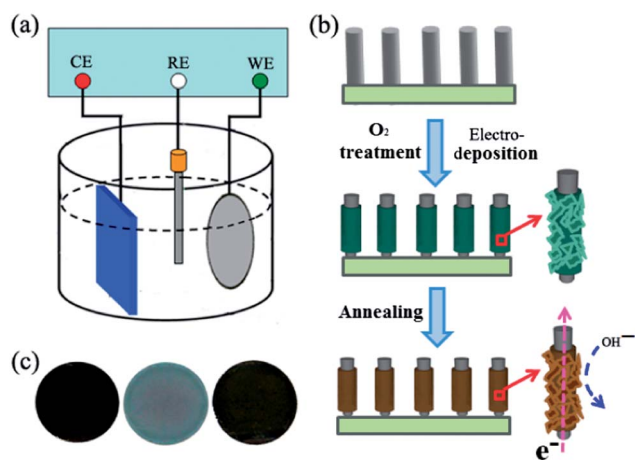 (a)
CE
RE
WE
(b)
O₂
treatment
Electro-
deposition
Annealing
OH⁻
e⁻
(c)